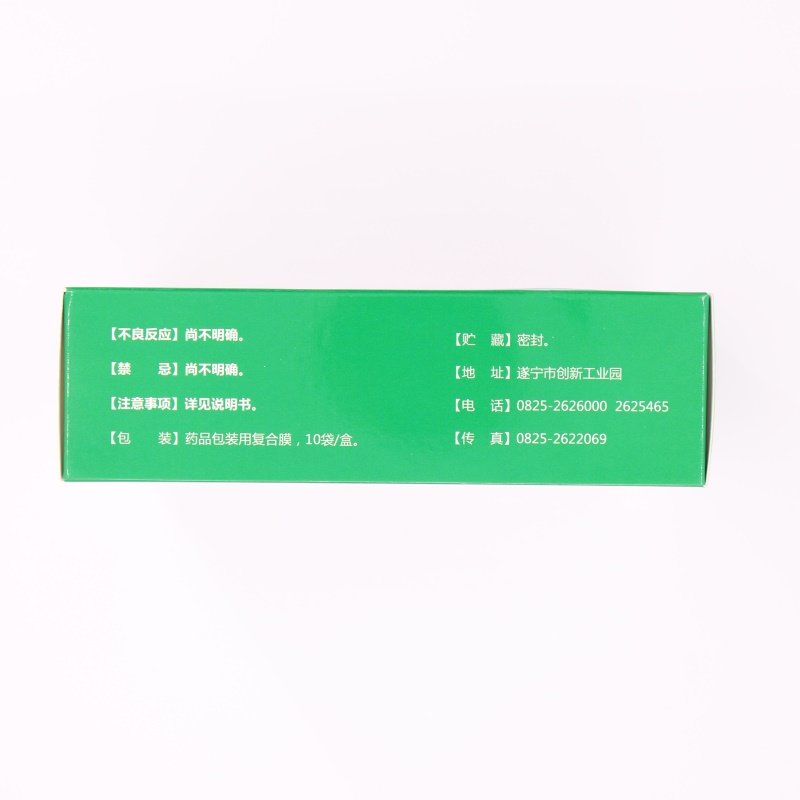 【不良反应】尚不明确。
【禁 忌】尚不明确。
【注意事项】详见说明书。
【包 装】药品包装用复合膜，10袋/盒。
【贮 藏】密封。
【地 址】遂宁市创新工业园
【电 话】0825-2626000 2625465
【传 真】0825-2622069